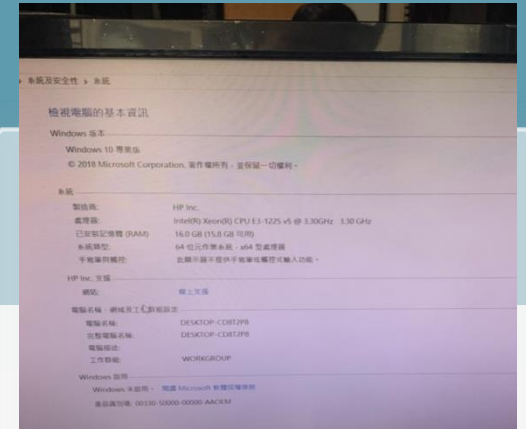 系統及安全性 › 系統
檢視電腦的基本資訊
Windows 版本
Windows 10 專業版
© 2018 Microsoft Corporation. 著作權所有，並保留一切權利。
系統
製造商: HP Inc.
處理器: Intel(R) Xeon(R) CPU E3-1225 v5 @ 3.30GHz 3.30 GHz
已安裝記憶體 (RAM): 16.0 GB (15.8 GB 可用)
系統類型: 64 位元作業系統，x64 型處理器
手寫筆與觸控: 此顯示器不提供手寫筆或觸控式輸入功能。
HP Inc. 支援
網站: 線上支援
電腦名稱、網域及工作群組設定
電腦名稱: DESKTOP-CD8T2PB
完整電腦名稱: DESKTOP-CD8T2PB
電腦描述:
工作群組: WORKGROUP
Windows 啟用
Windows 未啟用。 閱讀 Microsoft 軟體授權條款
產品識別碼: 00330-50000-00000-AAOEM